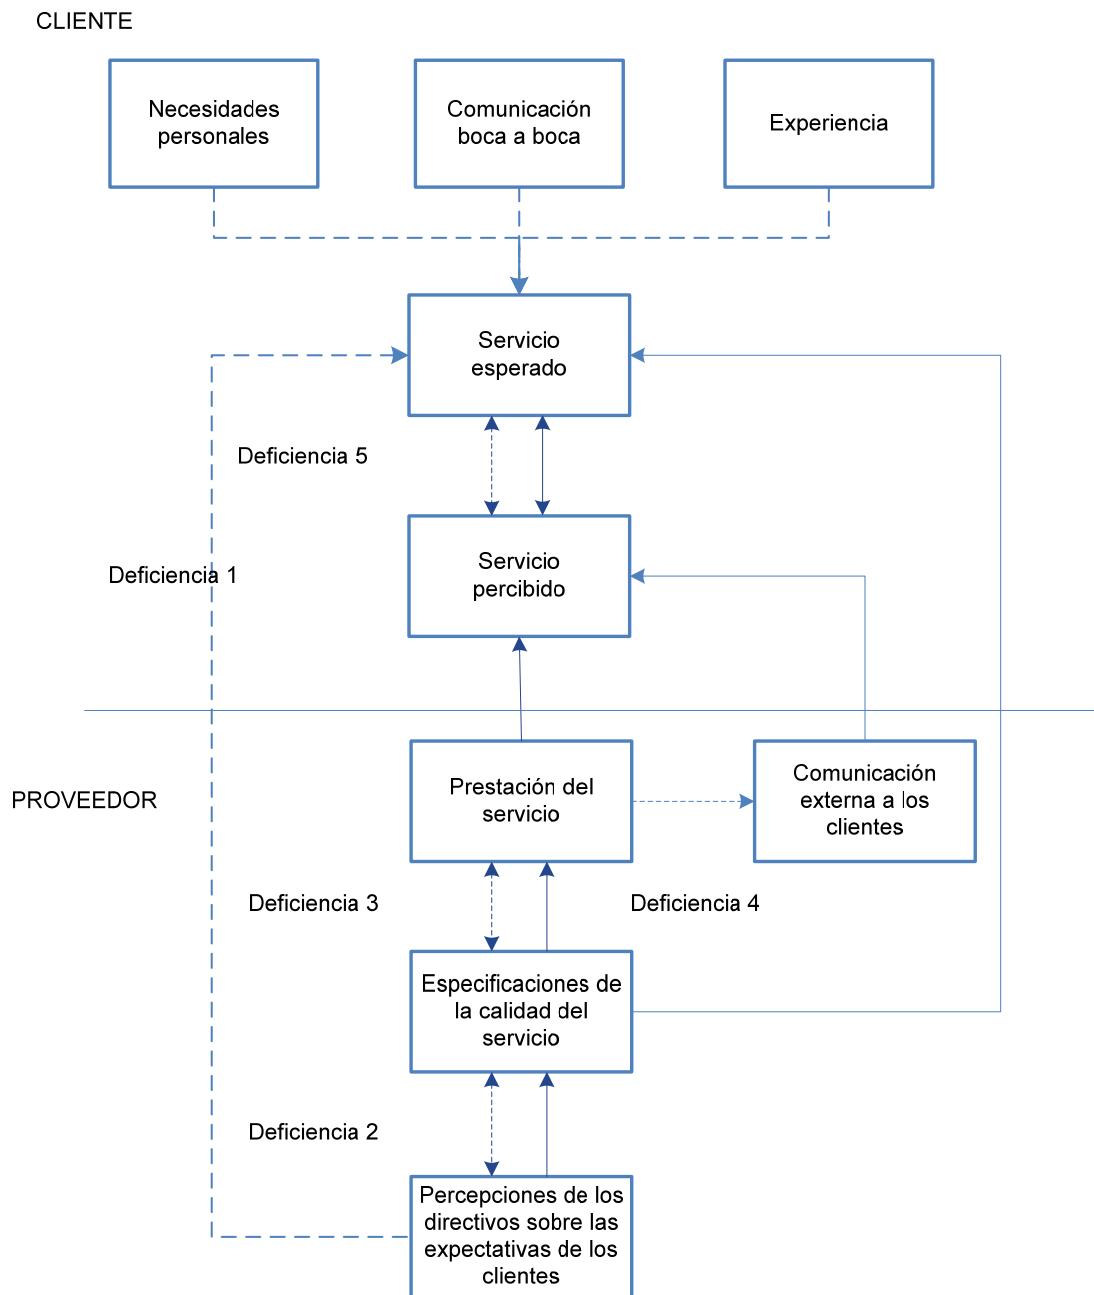 CLIENTE
Necesidades
personales
Comunicación
boca a boca
Experiencia
Servicio
esperado
Deficiencia 5
Servicio
percibido
Deficiencia 1
PROVEEDOR
Prestación del
servicio
Comunicación
externa a los
clientes
Deficiencia 3
Deficiencia 4
Especificaciones de
la calidad del
servicio
Deficiencia 2
Percepciones de los
directivos sobre las
expectativas de los
clientes